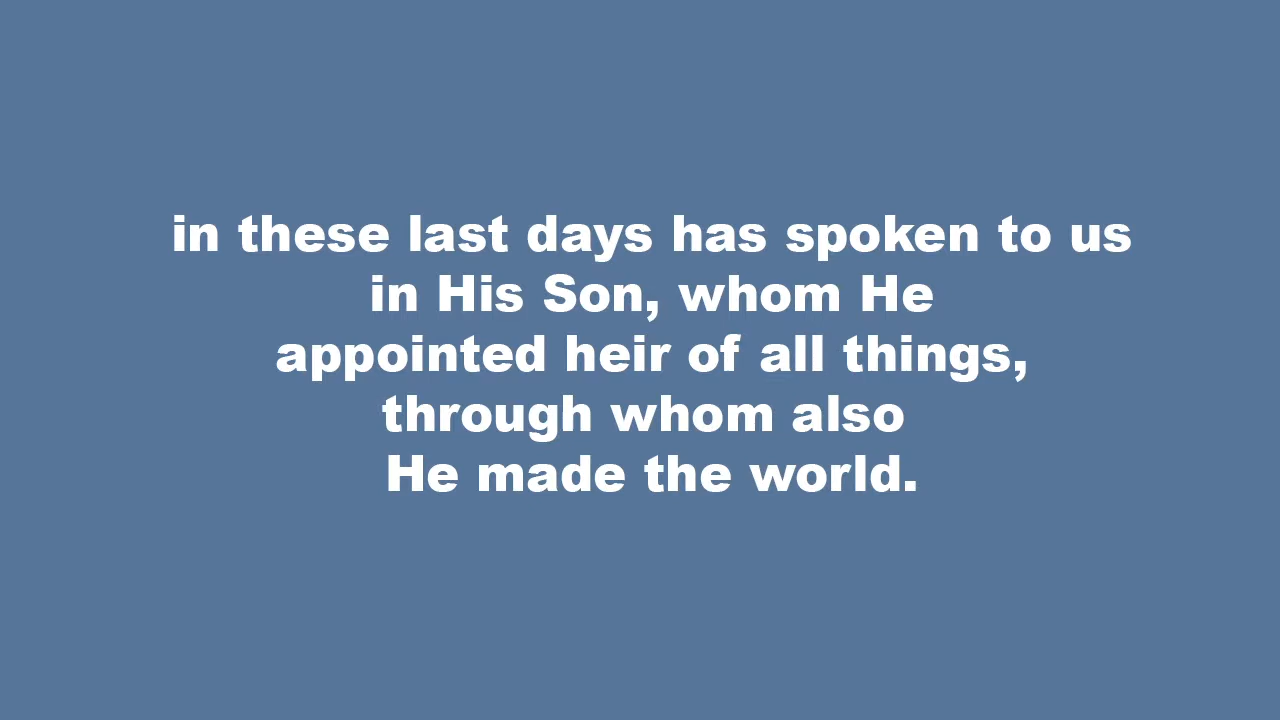 in these last days has spoken to us
in His Son, whom He
appointed heir of all things,
through whom also
He made the world.